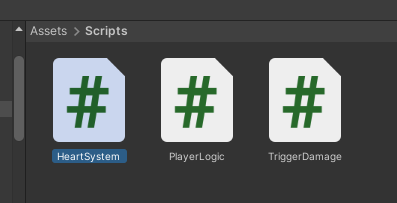 Assets > Scripts
#
#
#
HeartSystem
PlayerLogic
TriggerDamage